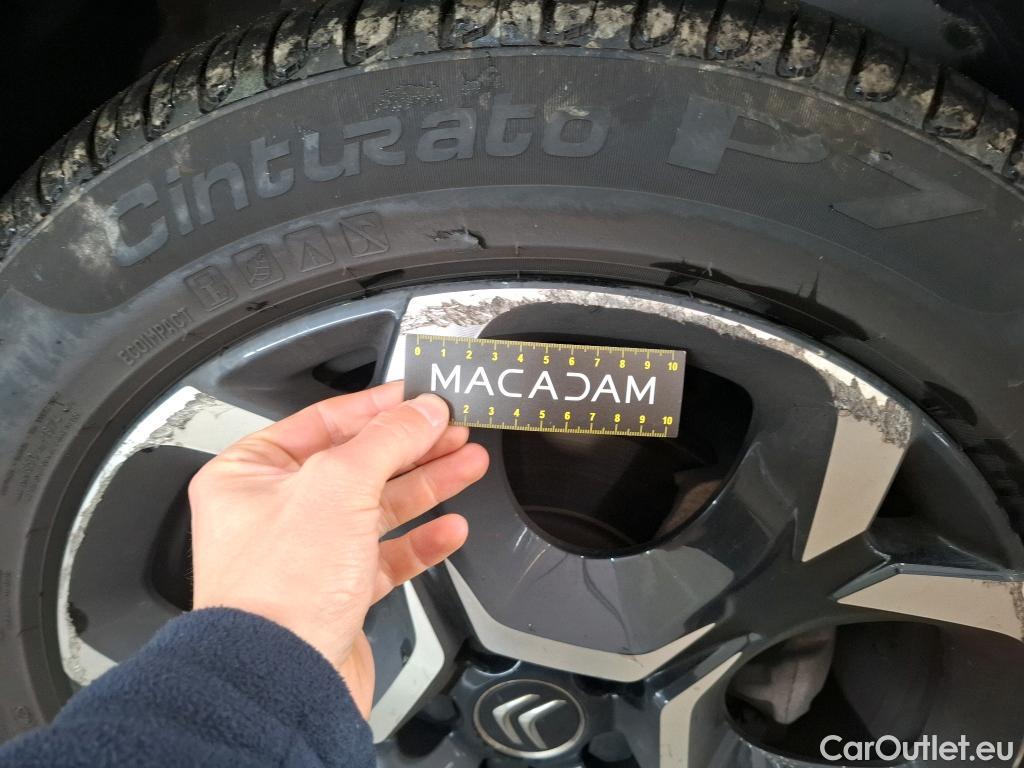 Cinturato P7
ECOIMPACT
0 1 2 3 4 5 6 7 8 9 10
MACADAM
2 3 4 5 6 7 8 9 10
CarOutlet.eu